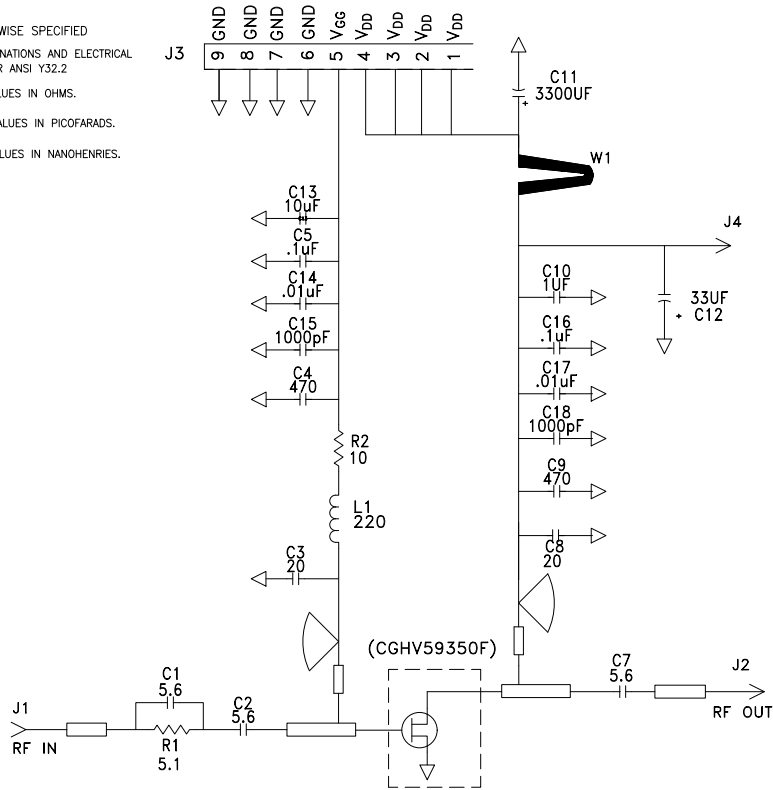 WISE SPECIFIED
NATIONS AND ELECTRICAL
R ANSI Y32.2
LUES IN OHMS.
ALUES IN PICOFARADS.
LUES IN NANOHENRIES.
J3
GND GND GND GND VGG VDD VDD VDD VDD
9 8 7 6 5 4 3 2 1
C11
3300UF
+
W1
J4
C13
10uF
C5
.1uF
C14
.01uF
C15
1000pF
C4
470
R2
10
L1
220
C3
20
C10
1UF
33UF
+ C12
C16
.1uF
C17
.01uF
C18
1000pF
C9
470
C8
20
(CGHV59350F)
C7
5.6
J2
RF OUT
C1
5.6
J1
RF IN
R1
5.1
C2
5.6